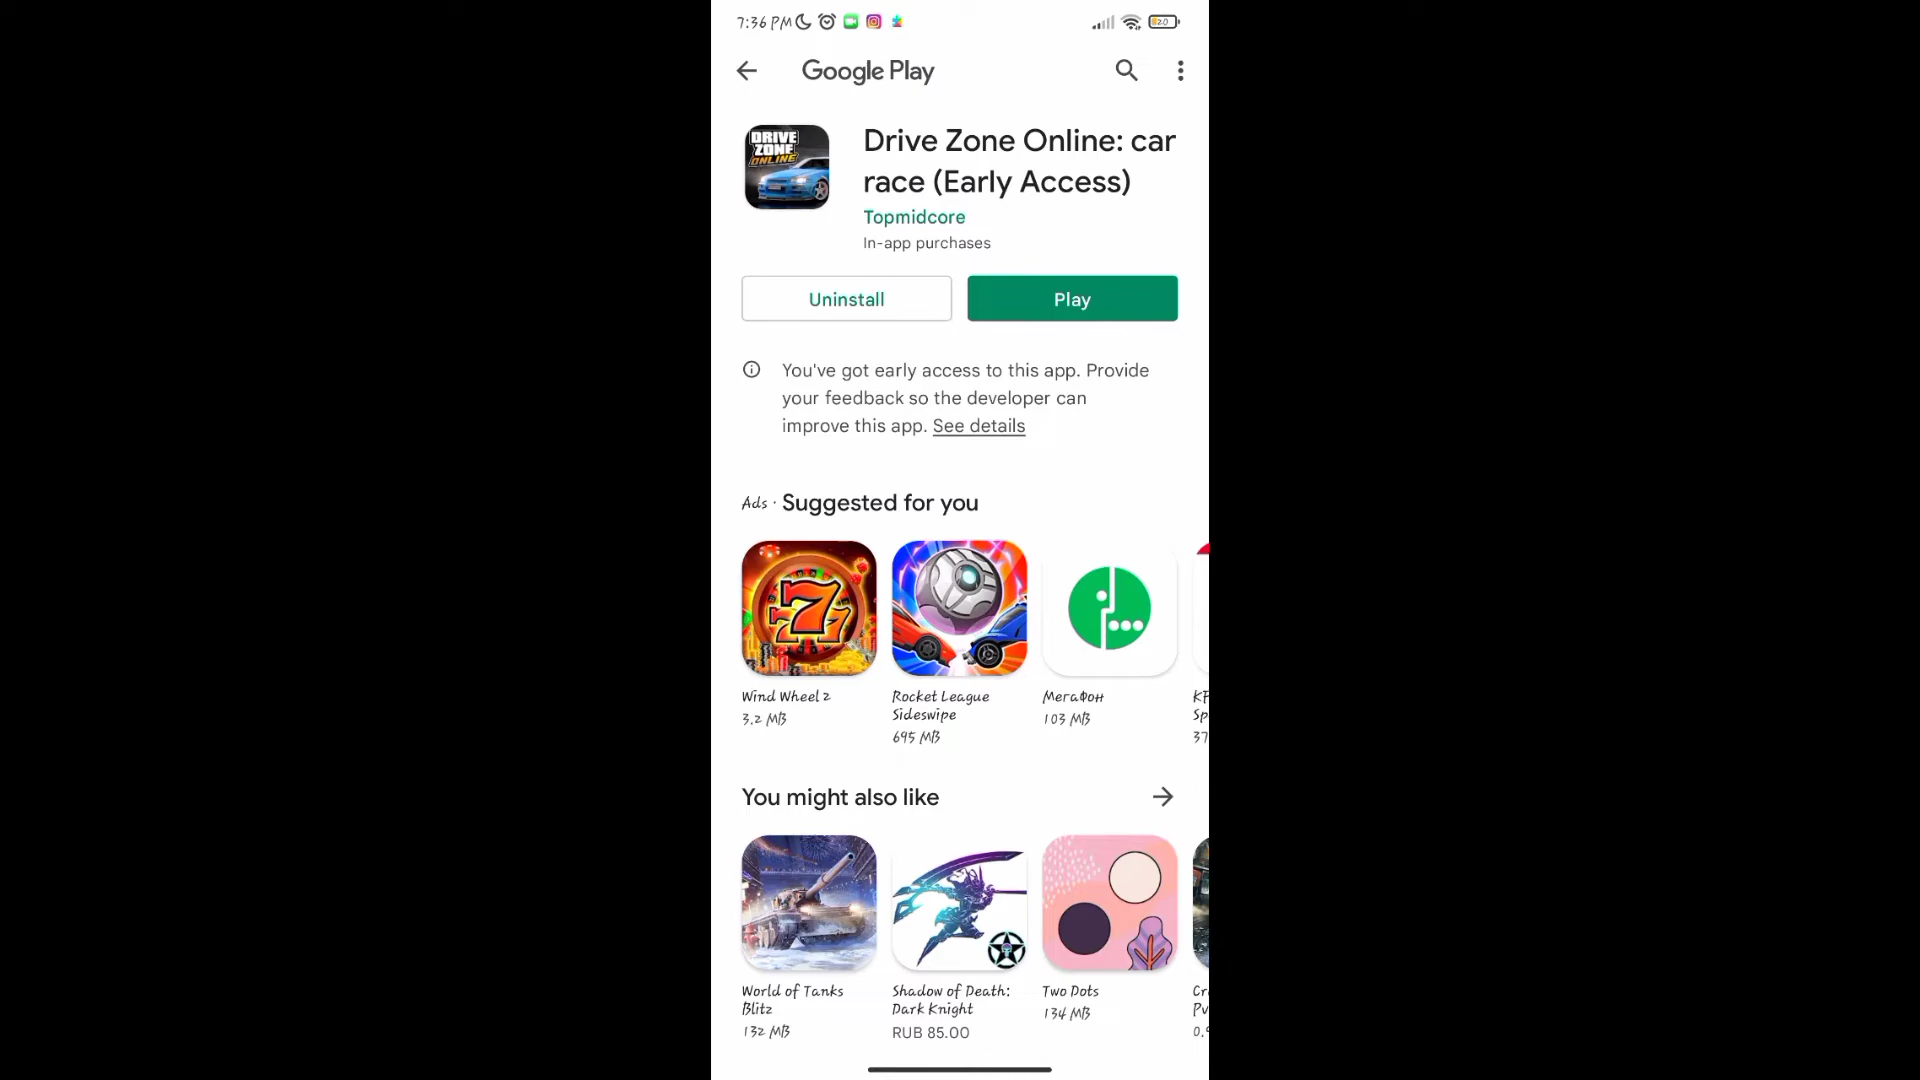 7:36 PM
20
Google Play
DRIVE
ZONE
ONLINE
Drive Zone Online: car
race (Early Access)
Topmidcore
In-app purchases
Uninstall
Play
You've got early access to this app. Provide
your feedback so the developer can
improve this app. See details
Ads · Suggested for you
Wind Wheel 2
3.2 MB
Rocket League
Sideswipe
695 MB
МегаФон
103 MB
You might also like
World of Tanks
Blitz
132 MB
Shadow of Death:
Dark Knight
RUB 85.00
Two Dots
134 MB